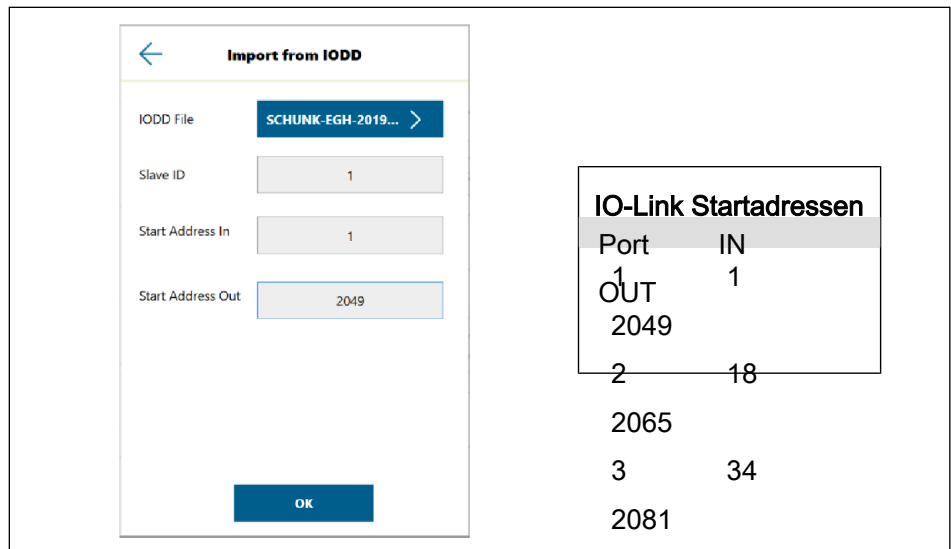 Import from IODD
IODD File
SCHUNK-EGH-2019...
Slave ID
1
Start Address In
1
Start Address Out
2049
OK
IO-Link Startadressen
Port IN
1 1
OUT
2049
2 18
2065
3 34
2081